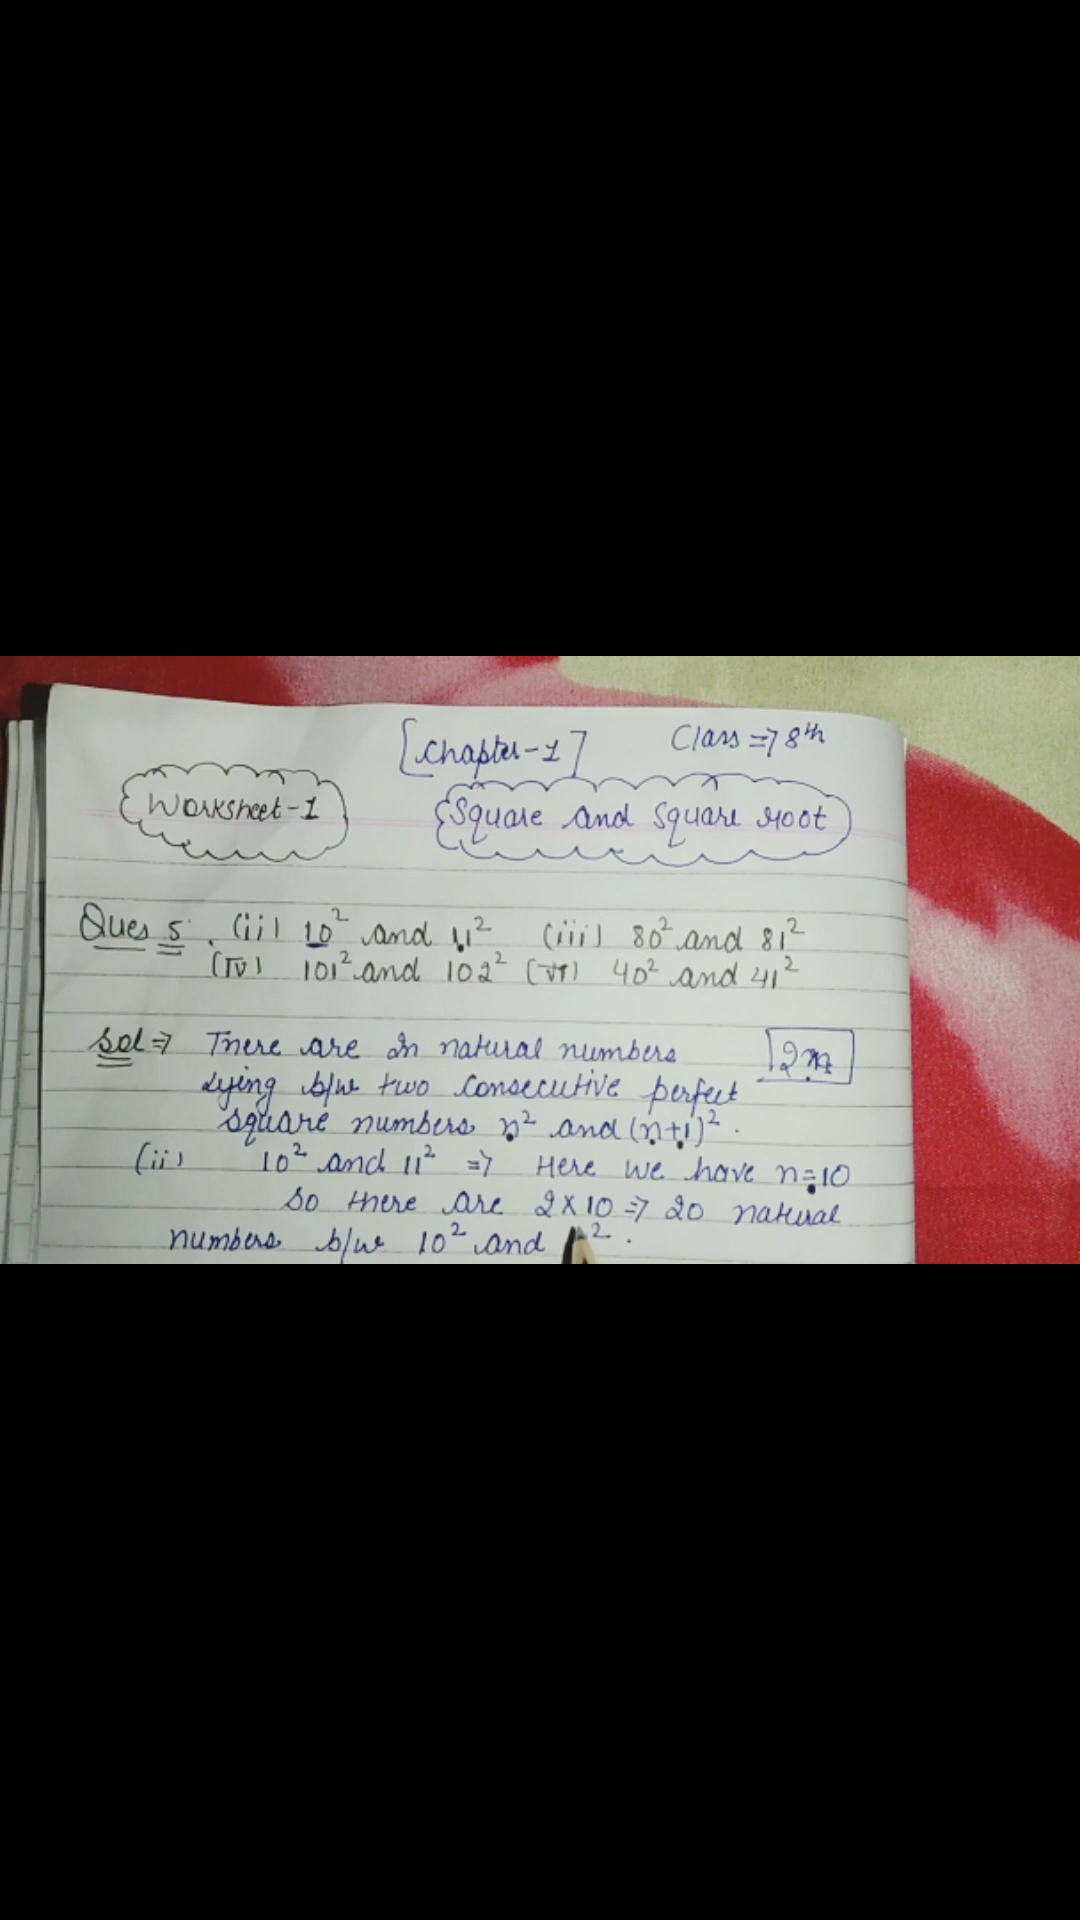 [Chapter-1]
Class => 8th
Worksheet-1
Square and Square root
Ques 5. (ii) 10² and 11² (iii) 80² and 81²
(iv) 101² and 102² (vi) 40² and 41²
Sol => There are 2n natural numbers
2n
lying b/w two consecutive perfect
square numbers n² and (n+1)².
(ii) 10² and 11² => Here we have n=10
so there are 2×10 => 20 natural
numbers b/w 10² and ².